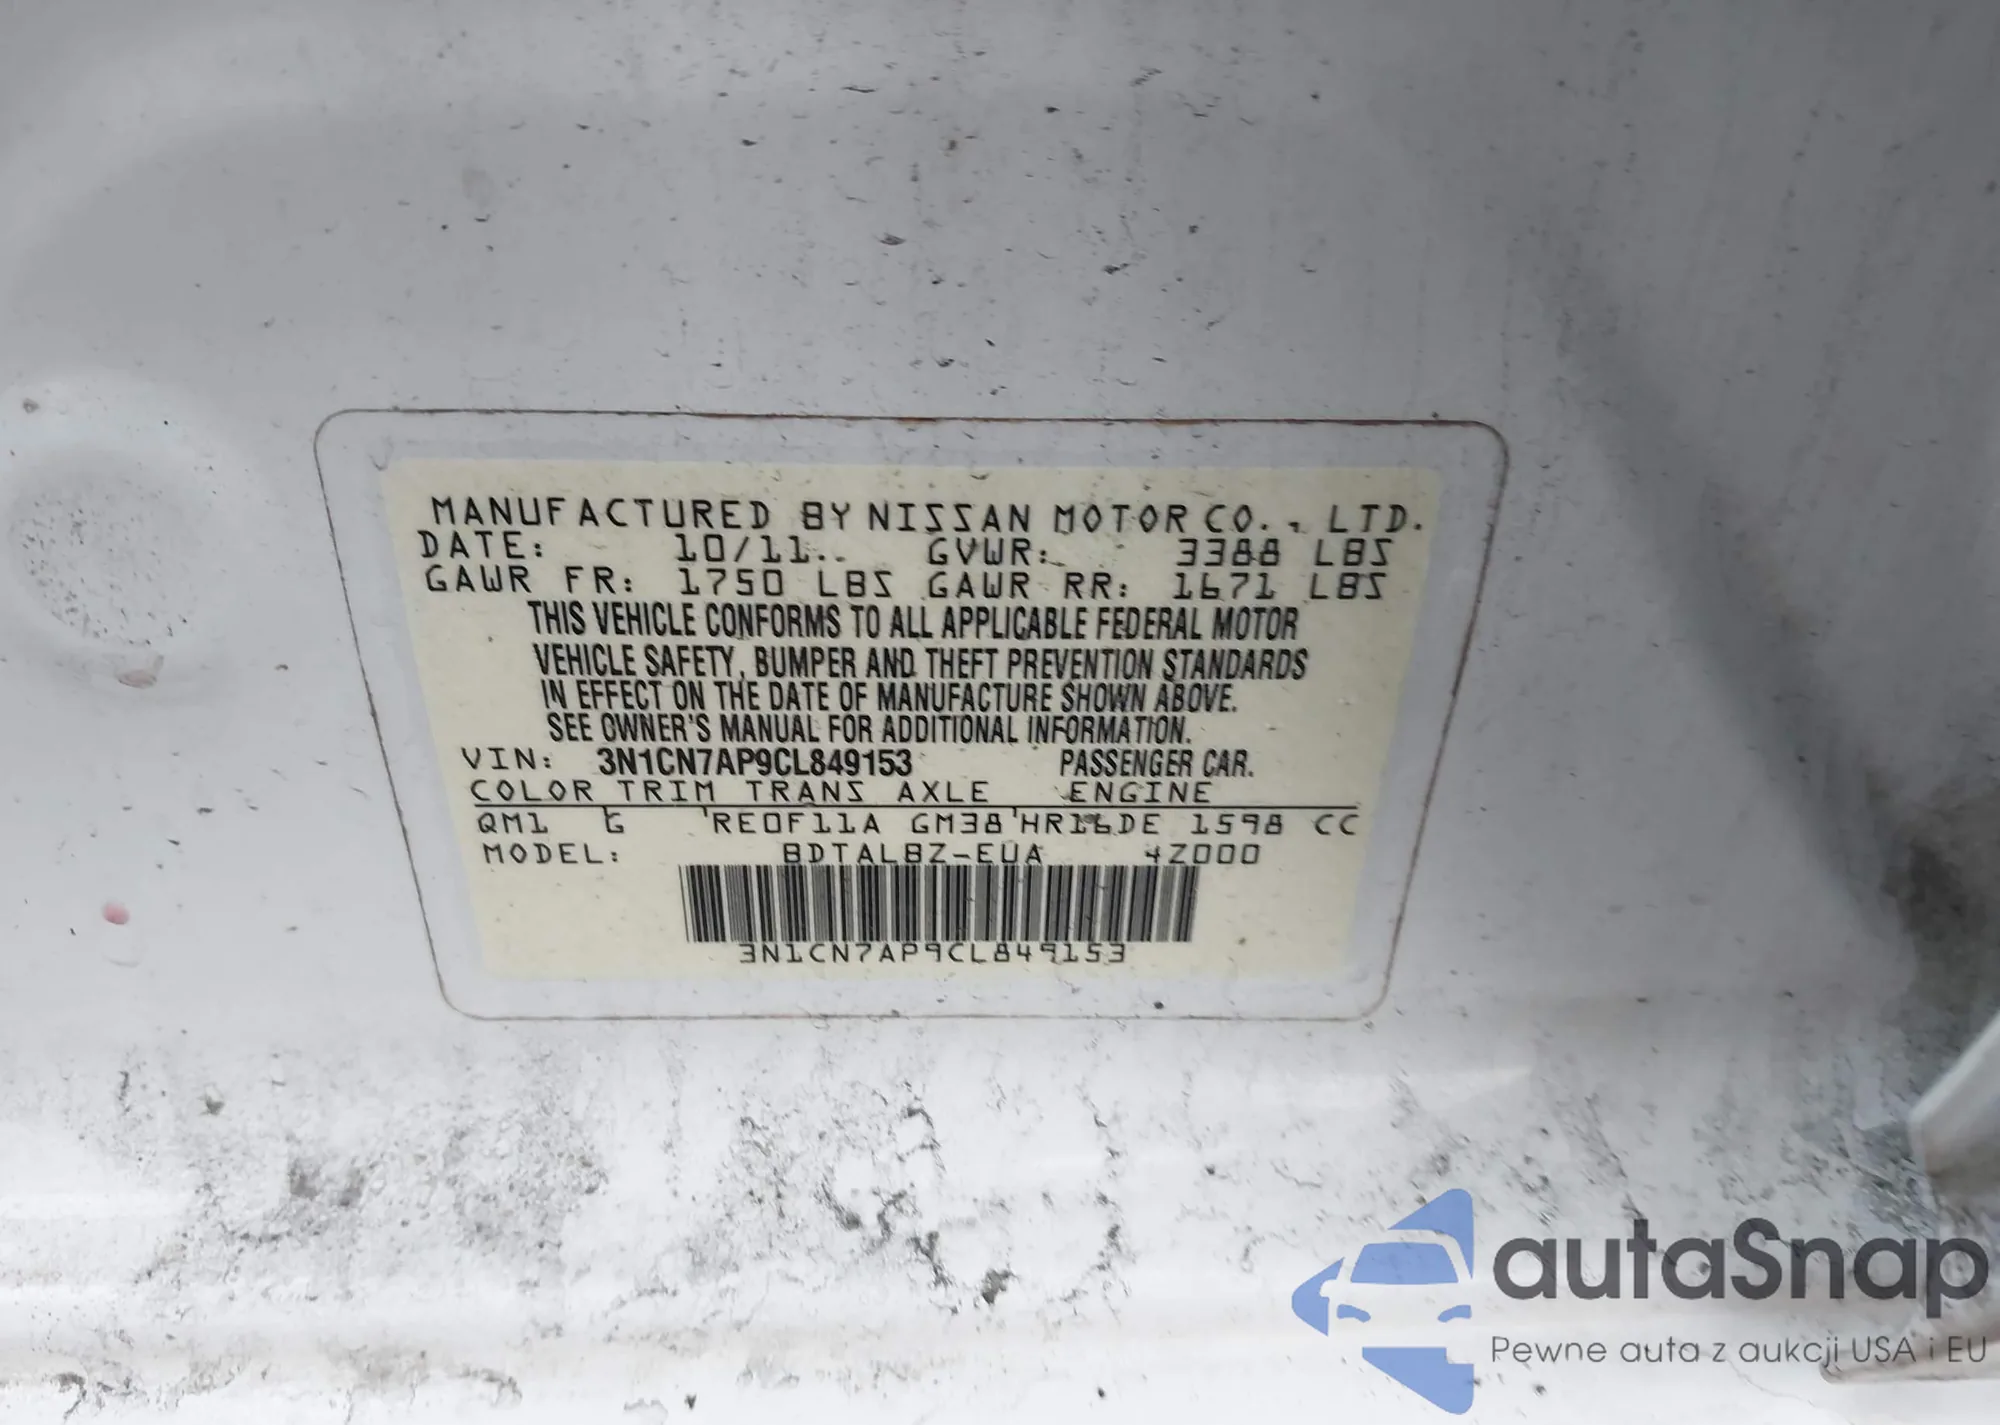 MANUFACTURED BY NISSAN MOTOR CO., LTD.
DATE: 10/11 GVWR: 3388 LBS
GAWR FR: 1750 LBS GAWR RR: 1671 LBS
THIS VEHICLE CONFORMS TO ALL APPLICABLE FEDERAL MOTOR
VEHICLE SAFETY, BUMPER AND THEFT PREVENTION STANDARDS
IN EFFECT ON THE DATE OF MANUFACTURE SHOWN ABOVE.
SEE OWNER'S MANUAL FOR ADDITIONAL INFORMATION.
VIN: 3N1CN7AP9CL849153 PASSENGER CAR.
COLOR TRIM TRANS AXLE ENGINE
QM1 G RE0F11A GM38 HR16DE 1598 CC
MODEL: BDTALBZ-EUA 4Z000
3N1CN7AP9CL849153
autaSnap
Pewne auta z aukcji USA i EU